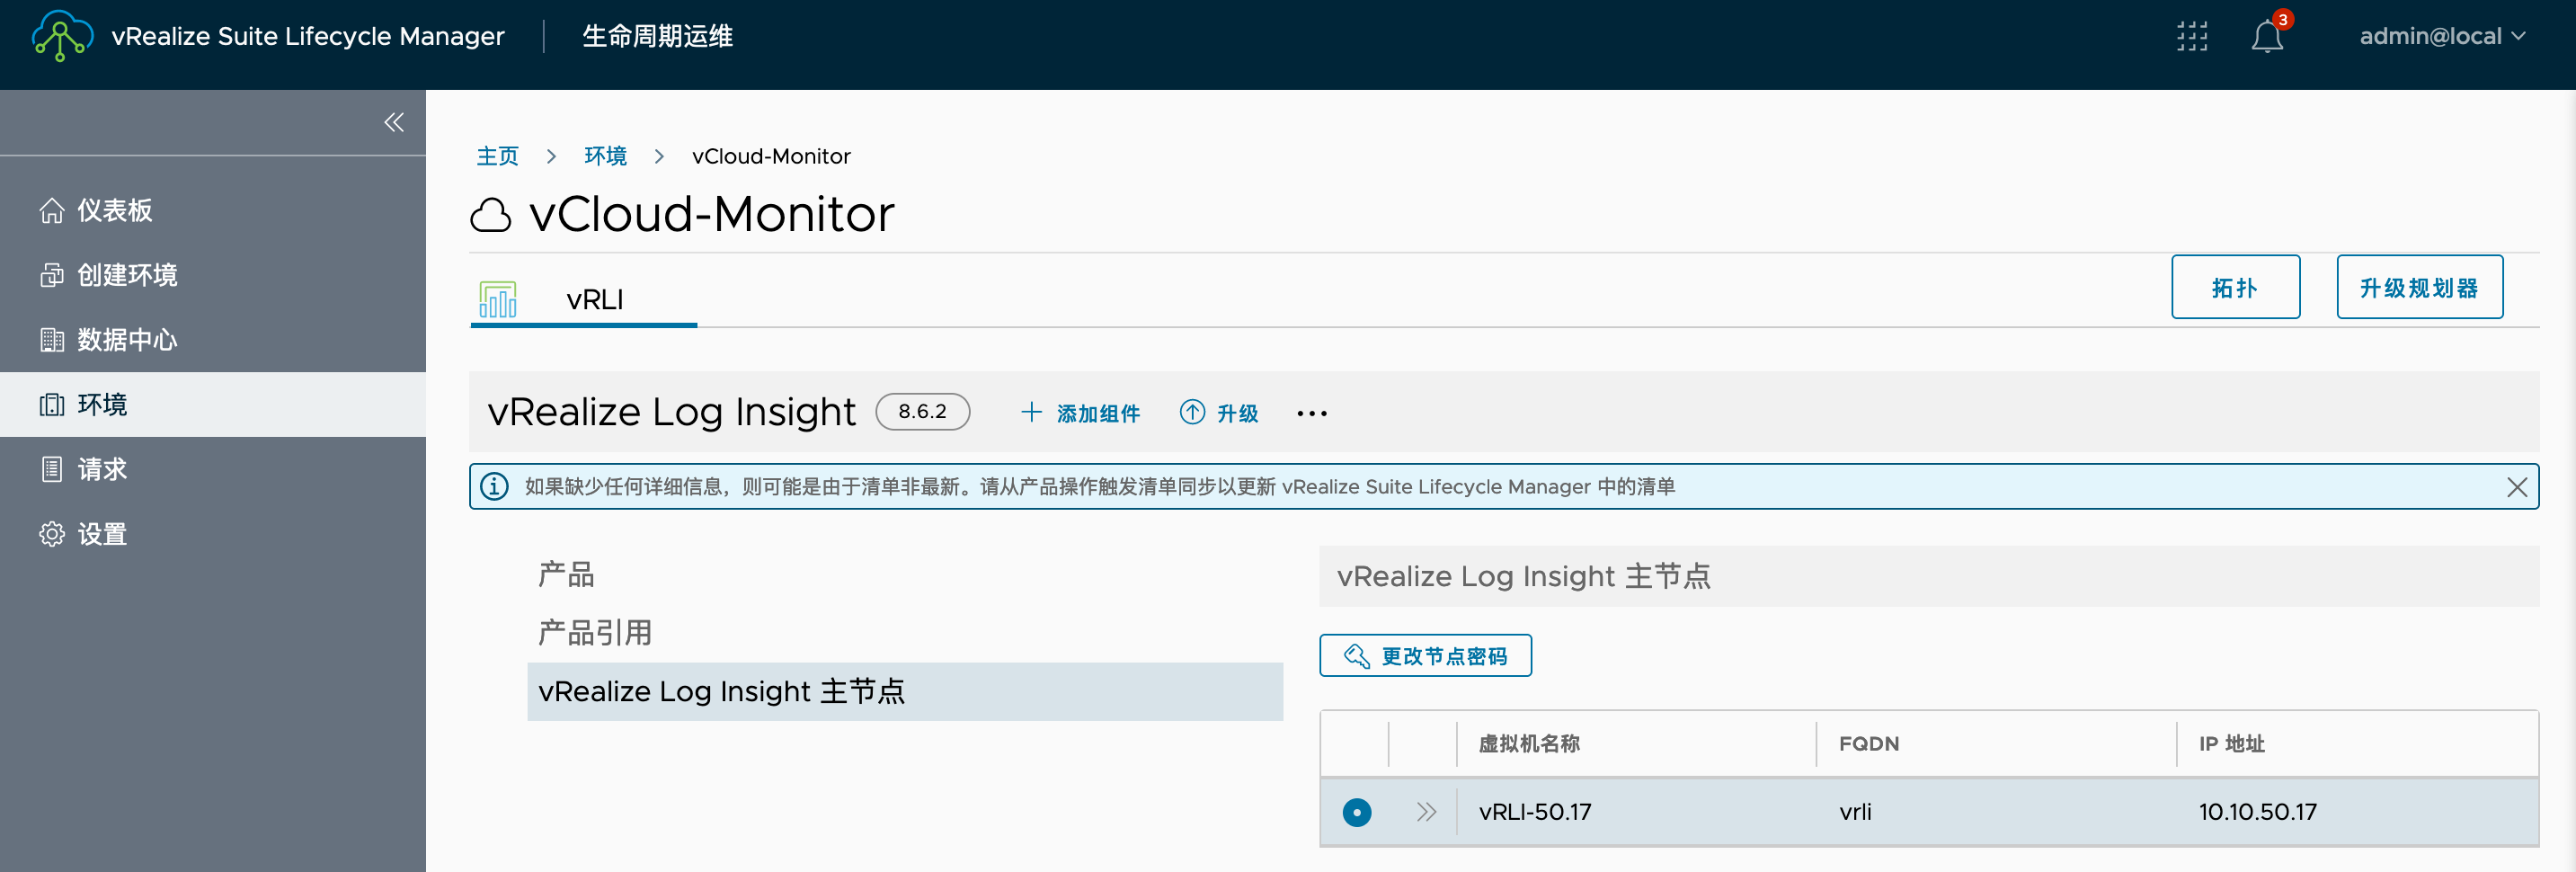 vRealize Suite Lifecycle Manager
生命周期运维
3
admin@local
主页
环境
vCloud-Monitor
仪表板
创建环境
数据中心
环境
请求
设置
vCloud-Monitor
vRLI
拓扑
升级规划器
vRealize Log Insight
8.6.2
添加组件
升级
如果缺少任何详细信息，则可能是由于清单非最新。请从产品操作触发清单同步以更新 vRealize Suite Lifecycle Manager 中的清单
产品
产品引用
vRealize Log Insight 主节点
vRealize Log Insight 主节点
更改节点密码
虚拟机名称
FQDN
IP 地址
vRLI-50.17
vrli
10.10.50.17